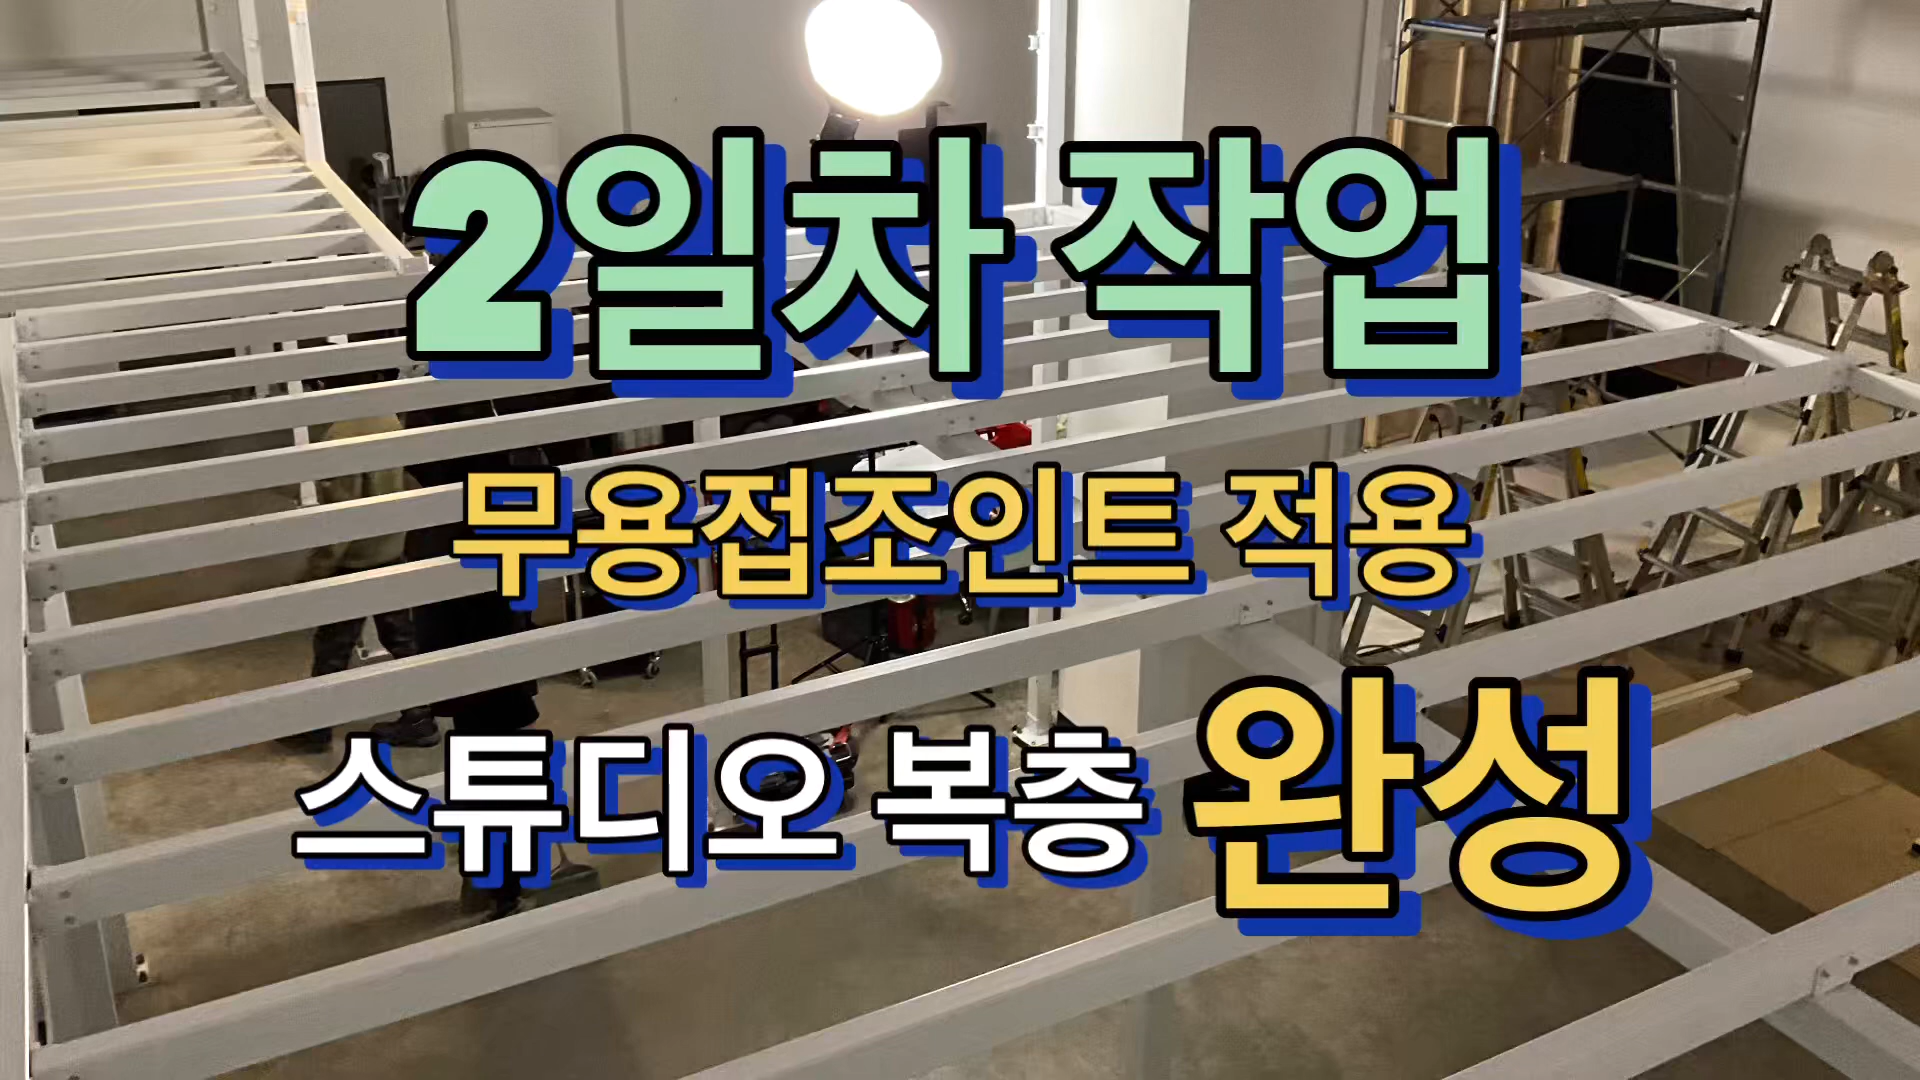 2일차 작업
무용접조인트 적용
스튜디오 복층 완성